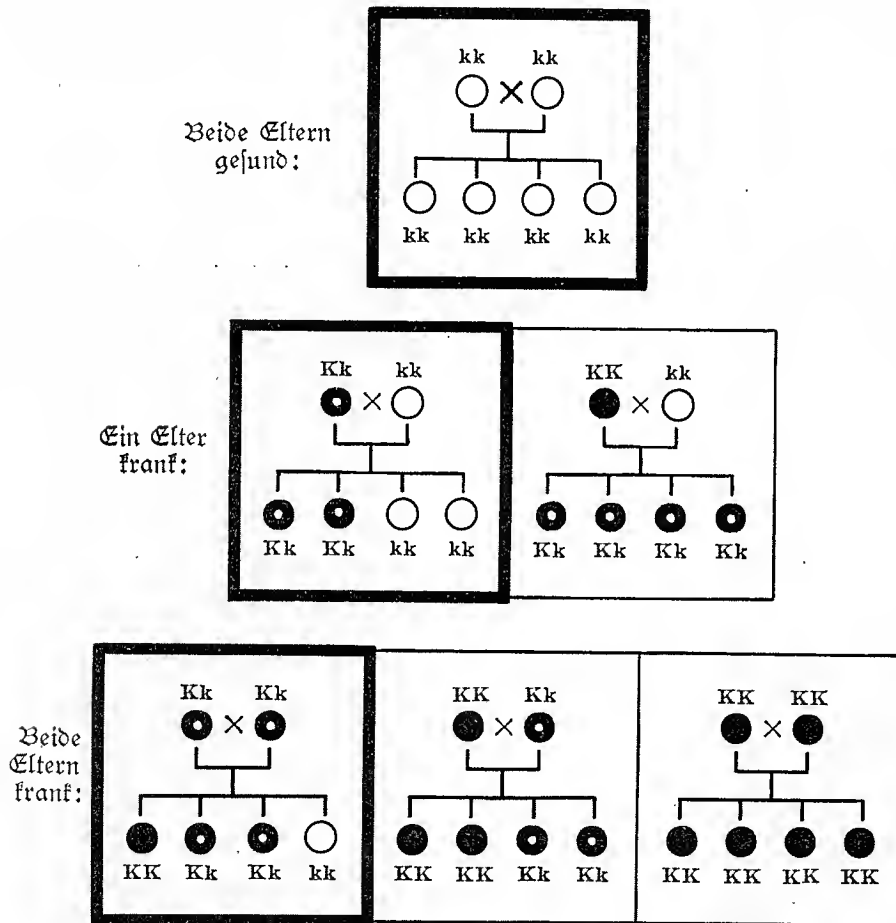 kk kk
Beide Eltern
gesund:
kk kk kk kk
Kk kk
KK kk
Ein Elter
krank:
Kk Kk kk kk
Kk Kk Kk Kk
Kk Kk
KK Kk
KK KK
Beide
Eltern
krank:
KK Kk Kk kk
KK KK Kk Kk
KK KK KK KK